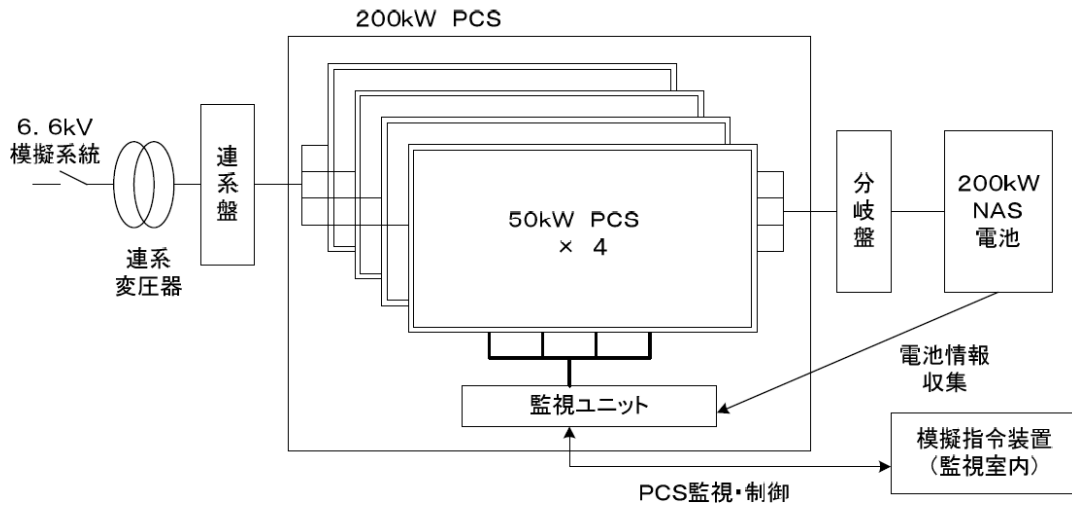 200kW PCS
6.6kV
模擬系統
連系
変圧器
連系盤
50kW PCS
× 4
監視ユニット
分岐盤
200kW
NAS
電池
電池情報
収集
模擬指令装置
(監視室内)
PCS監視・制御